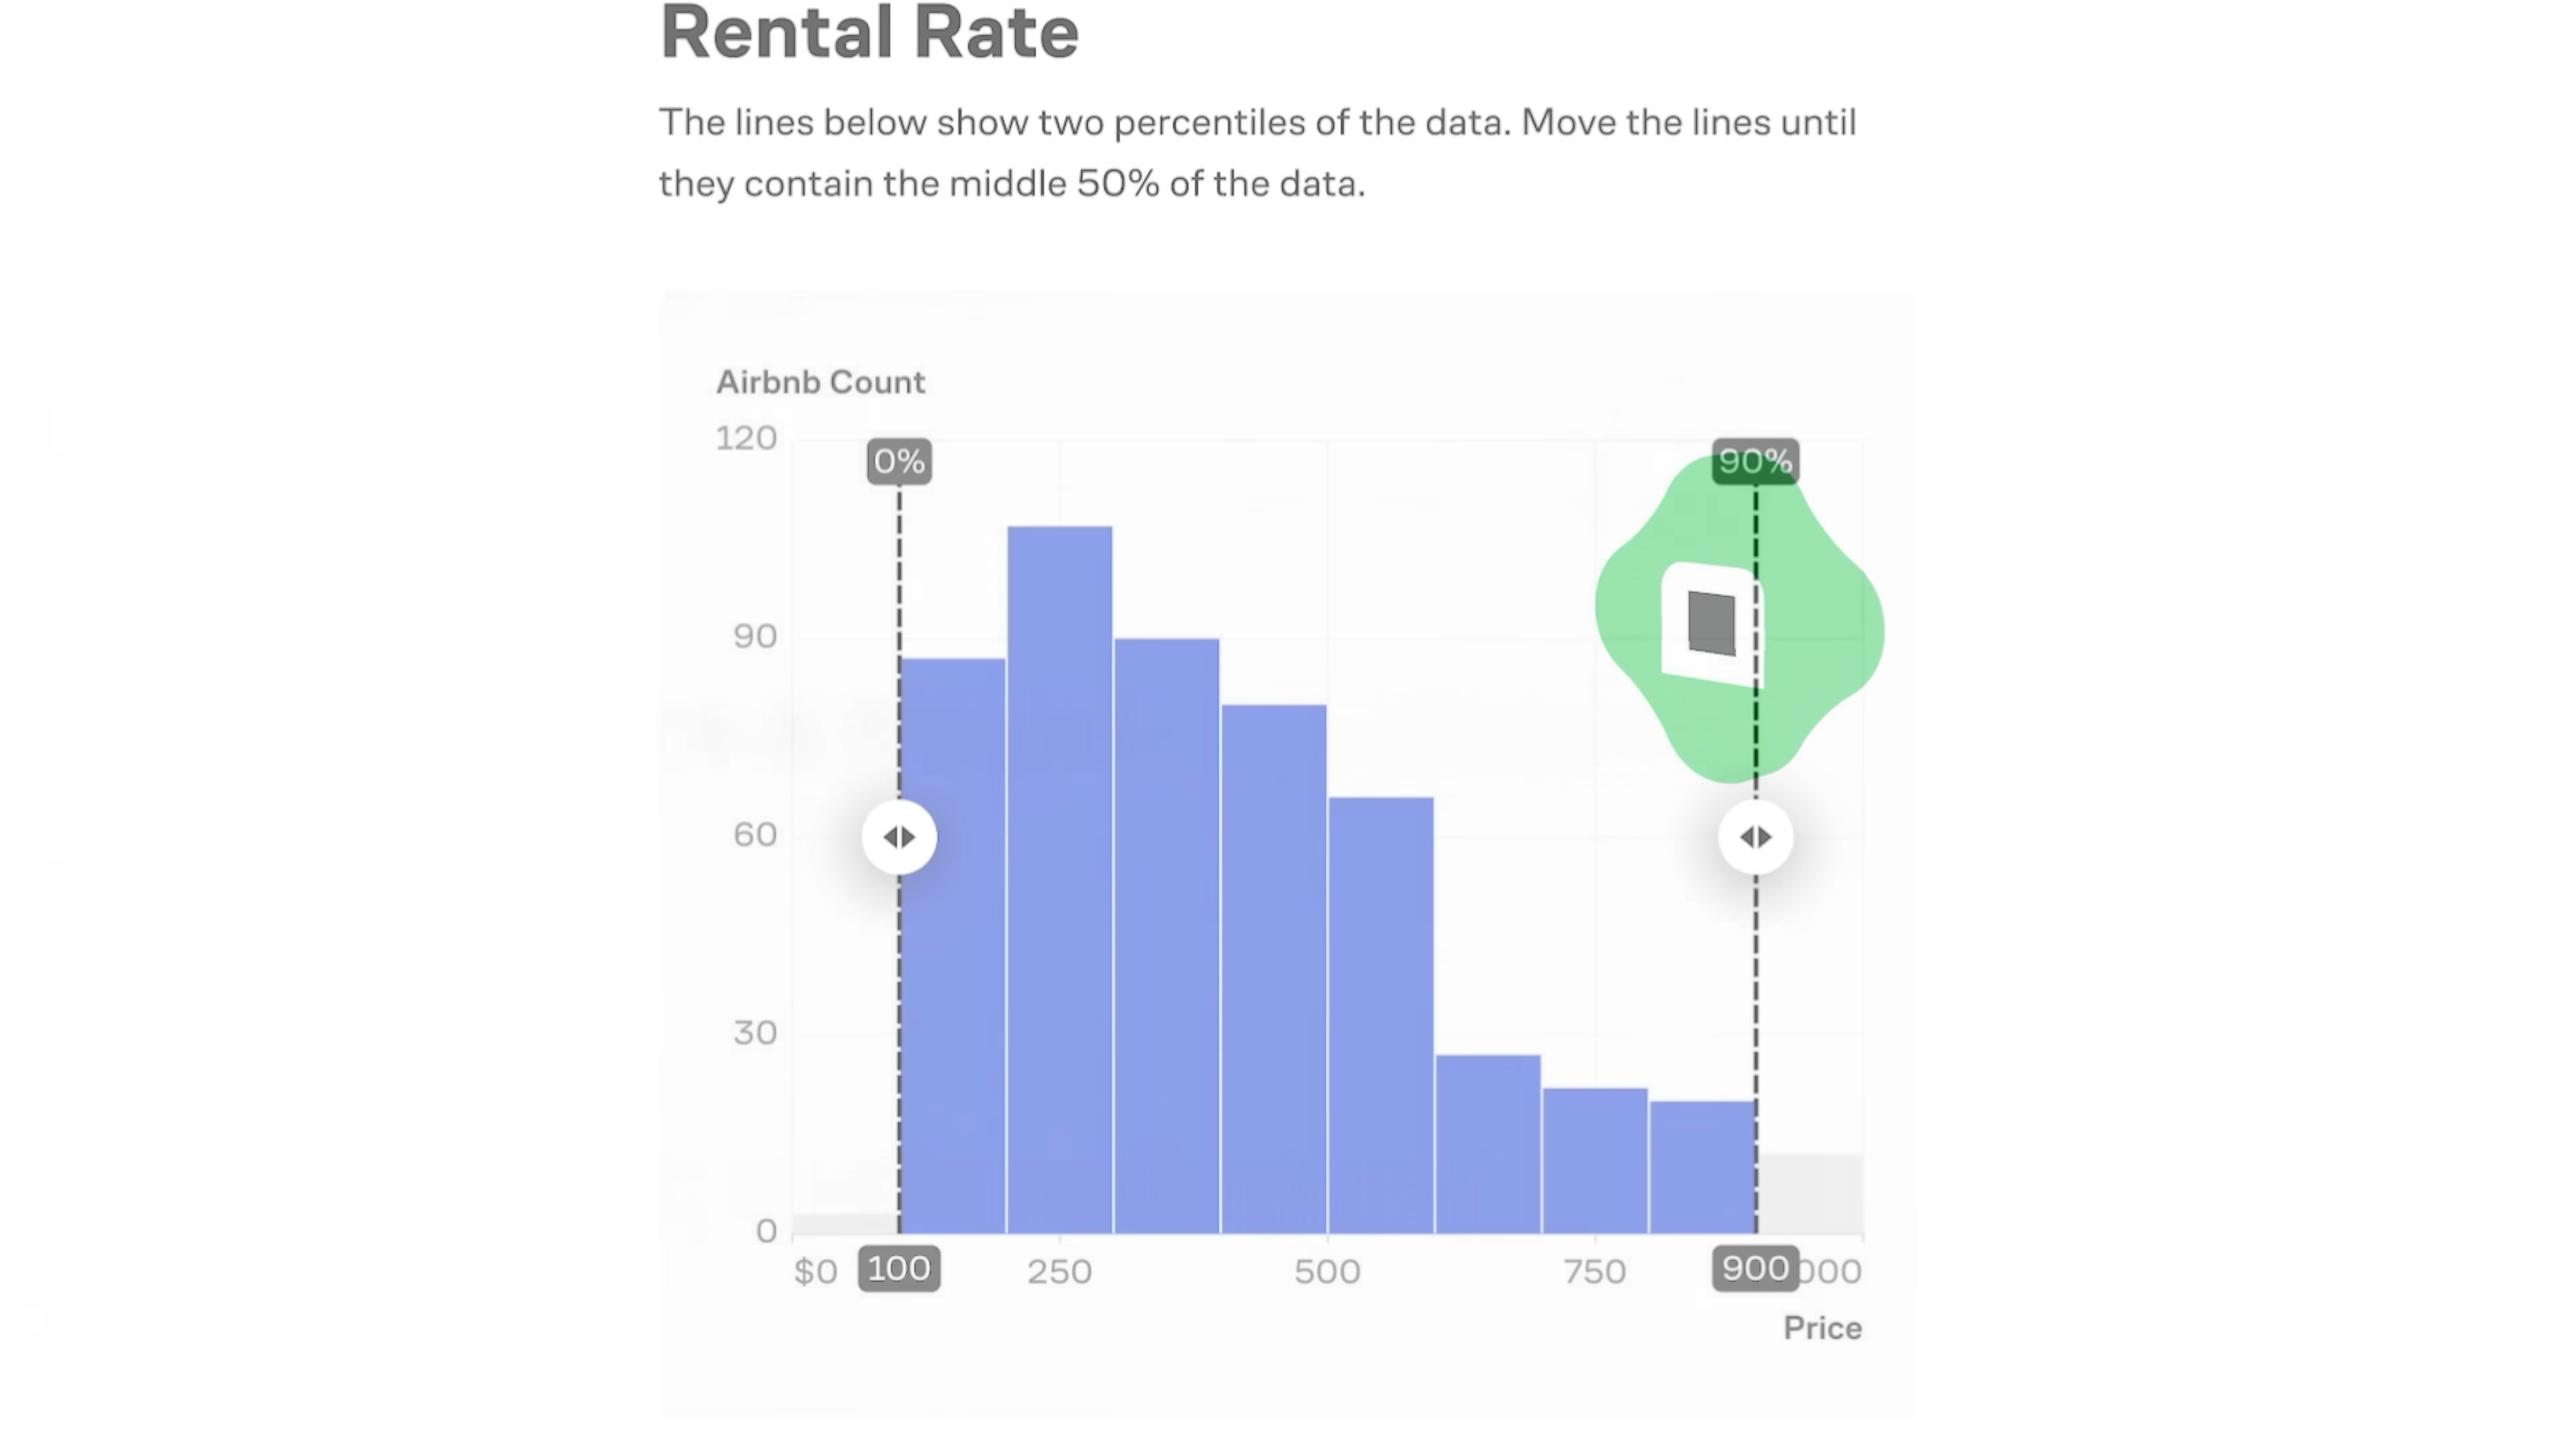 Rental Rate
The lines below show two percentiles of the data. Move the lines until
they contain the middle 50% of the data.
Airbnb Count
120
0%
90%
90
60
30
0
$0 100 250 500 750 900 000
Price